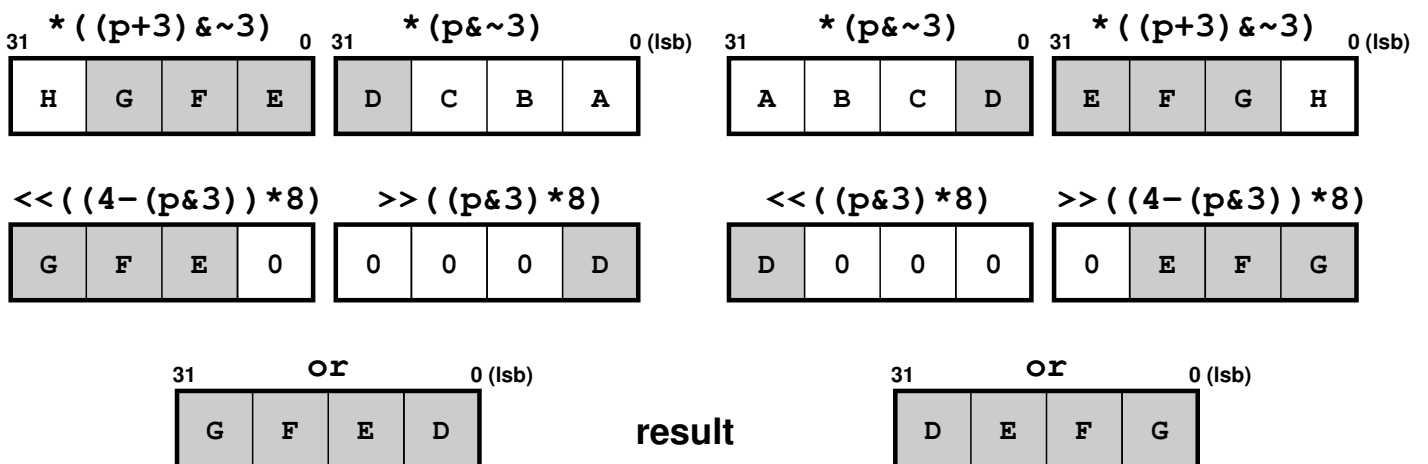 *((p+3)&~3) *(p&~3) *(p&~3) *((p+3)&~3)
31 0 31 0 (lsb) 31 0 31 0 (lsb)
H G F E D C B A A B C D E F G H
<<((4-(p&3))*8) >>((p&3)*8) <<((p&3)*8) >>((4-(p&3))*8)
G F E 0 0 0 0 D D 0 0 0 0 E F G
or or
31 0 (lsb) 31 0 (lsb)
G F E D result D E F G